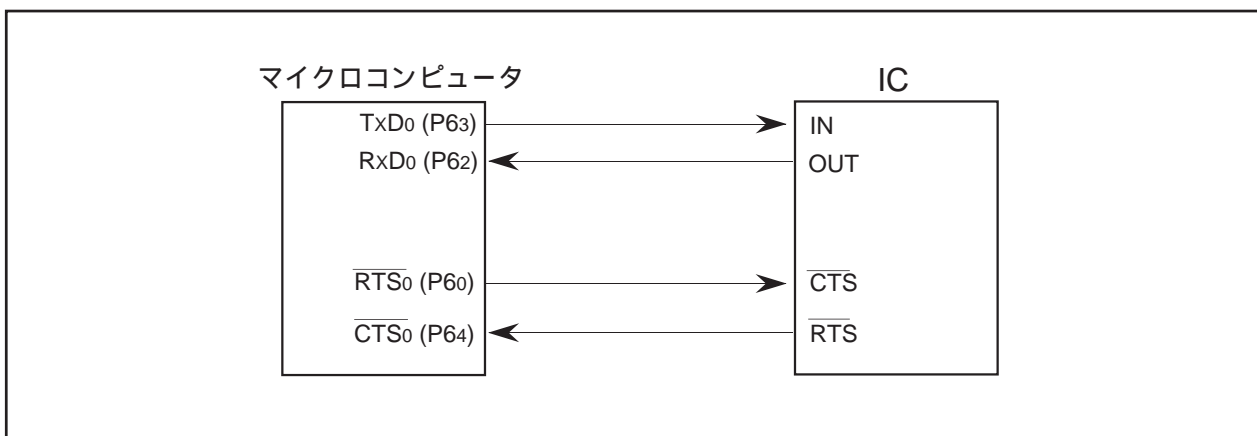 マイクロコンピュータ
IC
TxD0 (P63)
IN
RxD0 (P62)
OUT
RTS0 (P60)
CTS
CTS0 (P64)
RTS